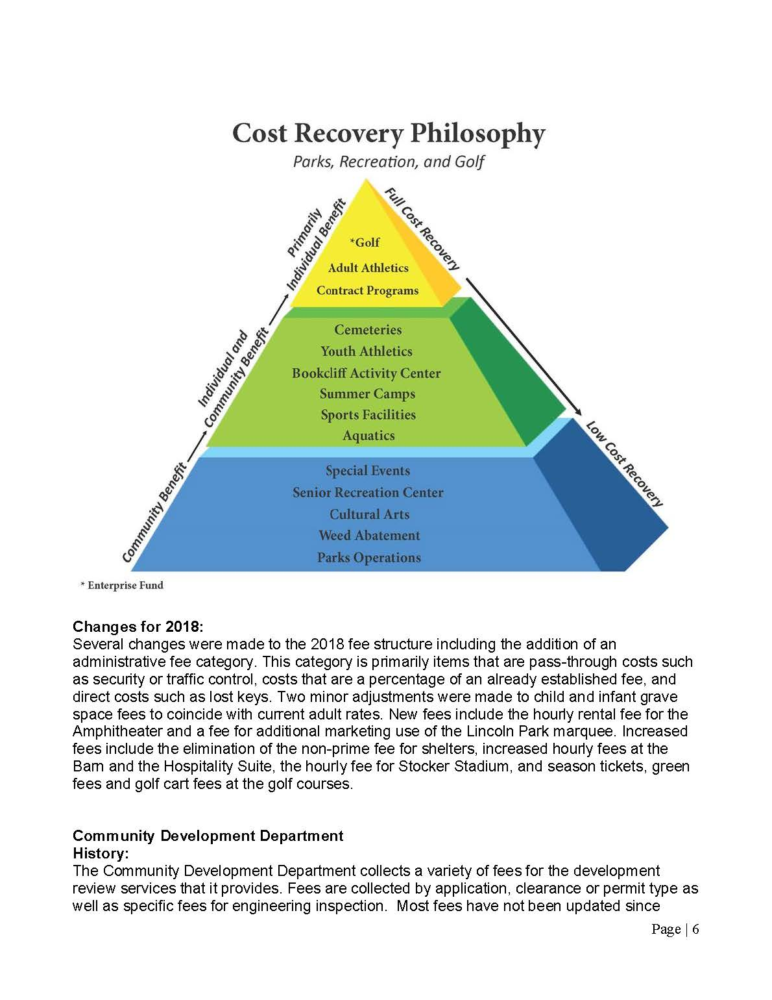 Cost Recovery Philosophy
Parks, Recreation, and Golf
Primarily
Individual Benefit
Full Cost Recovery
*Golf
Adult Athletics
Contract Programs
Individual and
Community Benefit
Cemeteries
Youth Athletics
Bookcliff Activity Center
Summer Camps
Sports Facilities
Aquatics
Community Benefit
Low Cost Recovery
Special Events
Senior Recreation Center
Cultural Arts
Weed Abatement
Parks Operations
* Enterprise Fund
Changes for 2018:
Several changes were made to the 2018 fee structure including the addition of an
administrative fee category. This category is primarily items that are pass-through costs such
as security or traffic control, costs that are a percentage of an already established fee, and
direct costs such as lost keys. Two minor adjustments were made to child and infant grave
space fees to coincide with current adult rates. New fees include the hourly rental fee for the
Amphitheater and a fee for additional marketing use of the Lincoln Park marquee. Increased
fees include the elimination of the non-prime fee for shelters, increased hourly fees at the
Barn and the Hospitality Suite, the hourly fee for Stocker Stadium, and season tickets, green
fees and golf cart fees at the golf courses.
Community Development Department
History:
The Community Development Department collects a variety of fees for the development
review services that it provides. Fees are collected by application, clearance or permit type as
well as specific fees for engineering inspection.  Most fees have not been updated since
Page | 6